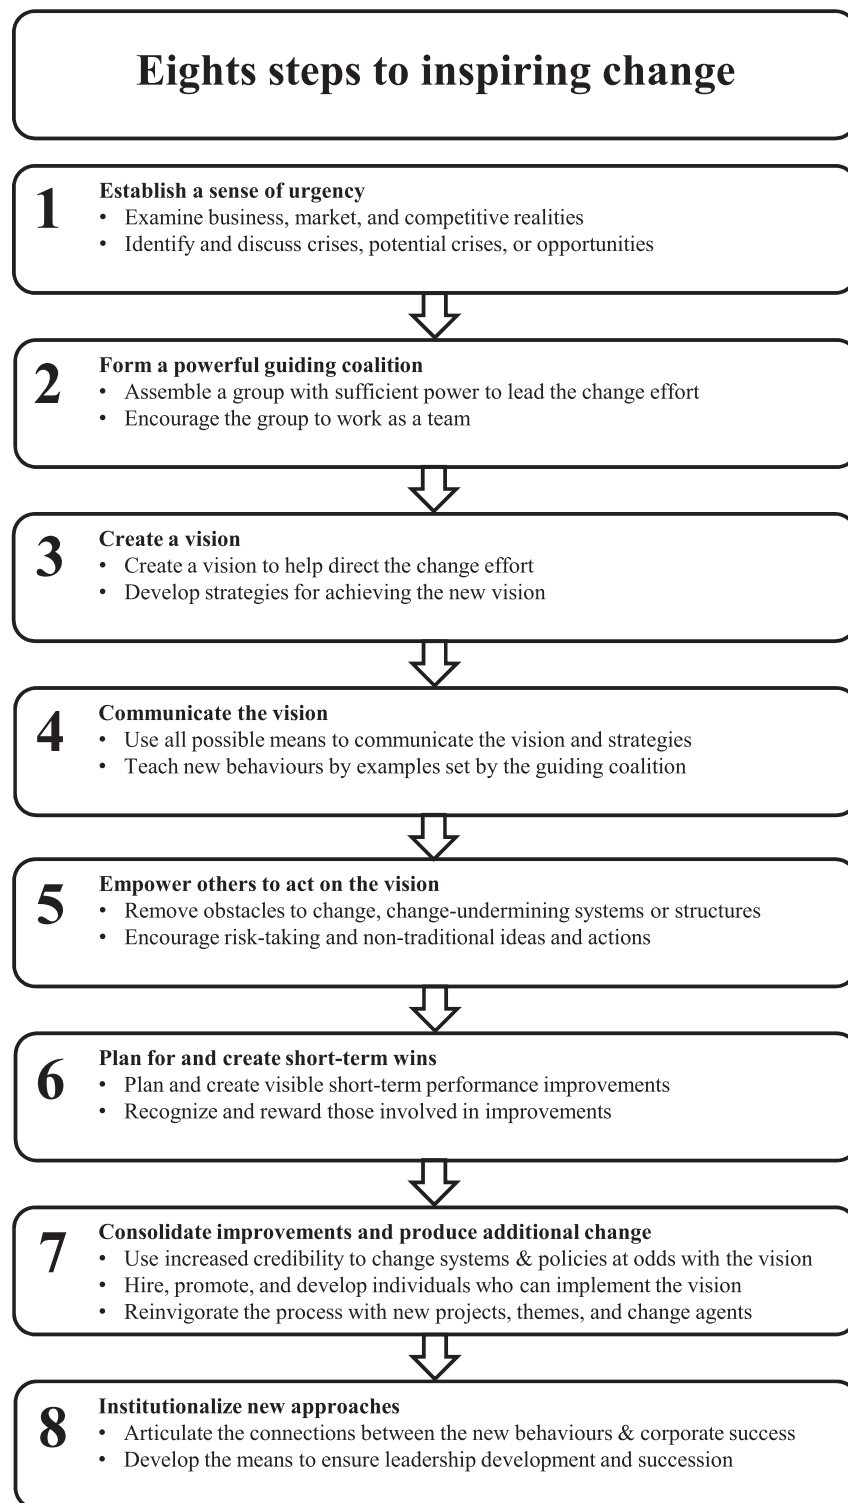 Eights steps to inspiring change
1
Establish a sense of urgency
• Examine business, market, and competitive realities
• Identify and discuss crises, potential crises, or opportunities
2
Form a powerful guiding coalition
• Assemble a group with sufficient power to lead the change effort
• Encourage the group to work as a team
3
Create a vision
• Create a vision to help direct the change effort
• Develop strategies for achieving the new vision
4
Communicate the vision
• Use all possible means to communicate the vision and strategies
• Teach new behaviours by examples set by the guiding coalition
5
Empower others to act on the vision
• Remove obstacles to change, change-undermining systems or structures
• Encourage risk-taking and non-traditional ideas and actions
6
Plan for and create short-term wins
• Plan and create visible short-term performance improvements
• Recognize and reward those involved in improvements
7
Consolidate improvements and produce additional change
• Use increased credibility to change systems & policies at odds with the vision
• Hire, promote, and develop individuals who can implement the vision
• Reinvigorate the process with new projects, themes, and change agents
8
Institutionalize new approaches
• Articulate the connections between the new behaviours & corporate success
• Develop the means to ensure leadership development and succession